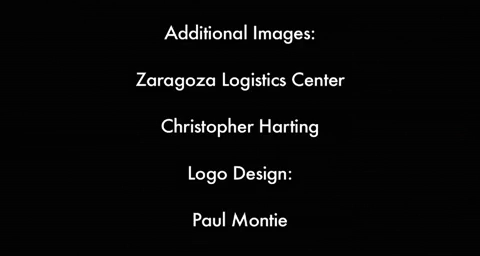 Additional Images:
Zaragoza Logistics Center
Christopher Harting
Logo Design:
Paul Montie